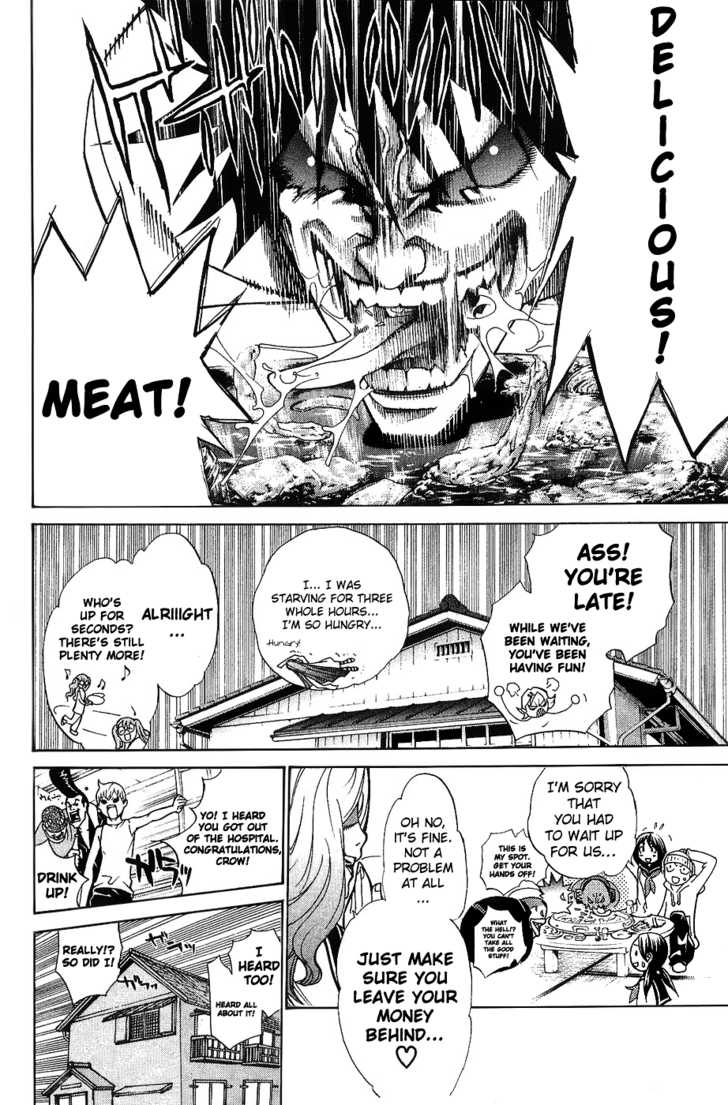 DELICIOUS!
MEAT!
ASS!
YOU'RE
LATE!
WHILE WE'VE
BEEN WAITING,
YOU'VE BEEN
HAVING FUN!
I... I WAS
STARVING FOR THREE
WHOLE HOURS...
I'M SO HUNGRY...
Hungry!
ALRIIIGHT
...
WHO'S
UP FOR
SECONDS?
THERE'S STILL
PLENTY MORE!
I'M SORRY
THAT
YOU HAD
TO WAIT UP
FOR US...
THIS IS
MY SPOT.
GET YOUR
HANDS OFF!
WHAT
THE HELL!?
YOU CAN'T
TAKE ALL
THE GOOD
STUFF!
OH NO,
IT'S FINE.
NOT A
PROBLEM
AT ALL
...
JUST MAKE
SURE YOU
LEAVE YOUR
MONEY
BEHIND...
♡
YO! I HEARD
YOU GOT OUT
OF THE HOSPITAL.
CONGRATULATIONS,
CROW!
DRINK
UP!
I
HEARD
TOO!
HEARD ALL
ABOUT IT!
REALLY!?
SO DID I!